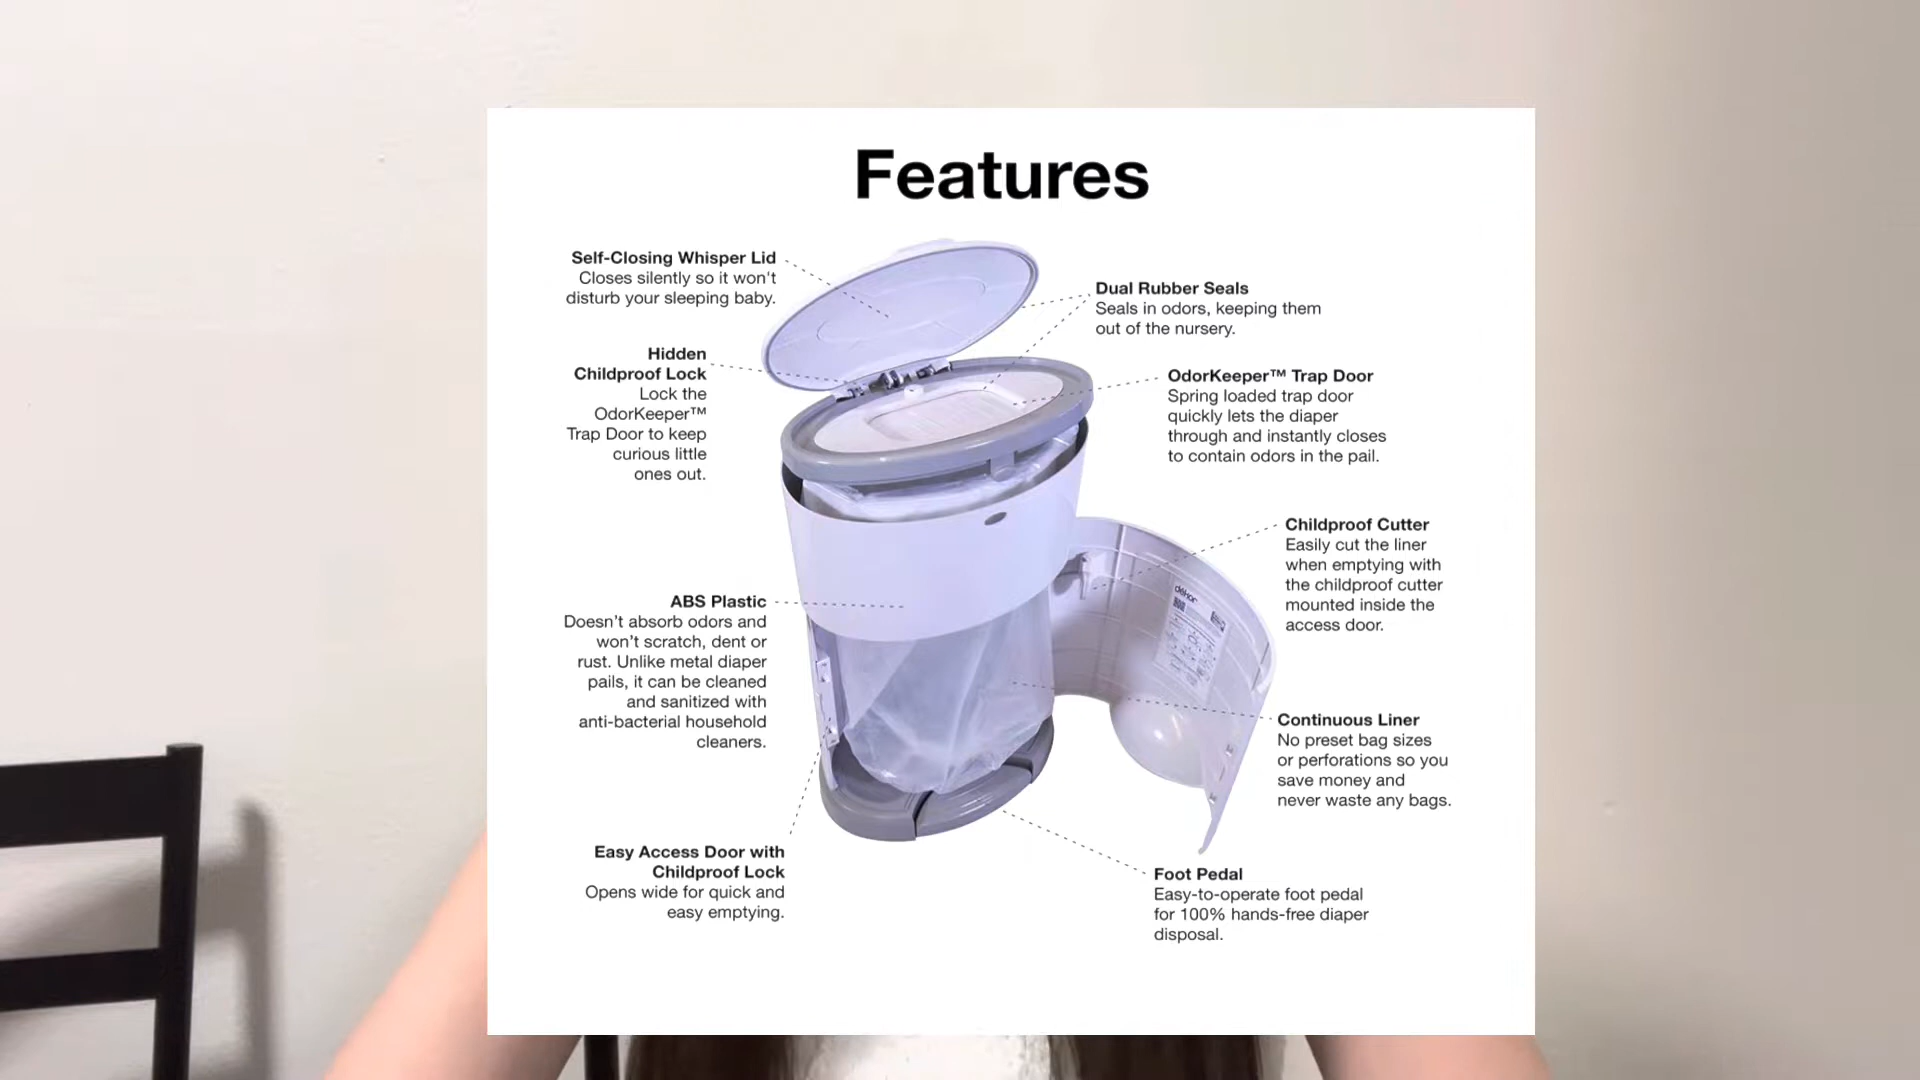 Features
Self-Closing Whisper Lid
Closes silently so it won't
disturb your sleeping baby.
Hidden
Childproof Lock
Lock the
OdorKeeper™
Trap Door to keep
curious little
ones out.
ABS Plastic
Doesn't absorb odors and
won't scratch, dent or
rust. Unlike metal diaper
pails, it can be cleaned
and sanitized with
anti-bacterial household
cleaners.
Easy Access Door with
Childproof Lock
Opens wide for quick and
easy emptying.
Dual Rubber Seals
Seals in odors, keeping them
out of the nursery.
OdorKeeper™ Trap Door
Spring loaded trap door
quickly lets the diaper
through and instantly closes
to contain odors in the pail.
Childproof Cutter
Easily cut the liner
when emptying with
the childproof cutter
mounted inside the
access door.
dékor
Continuous Liner
No preset bag sizes
or perforations so you
save money and
never waste any bags.
Foot Pedal
Easy-to-operate foot pedal
for 100% hands-free diaper
disposal.